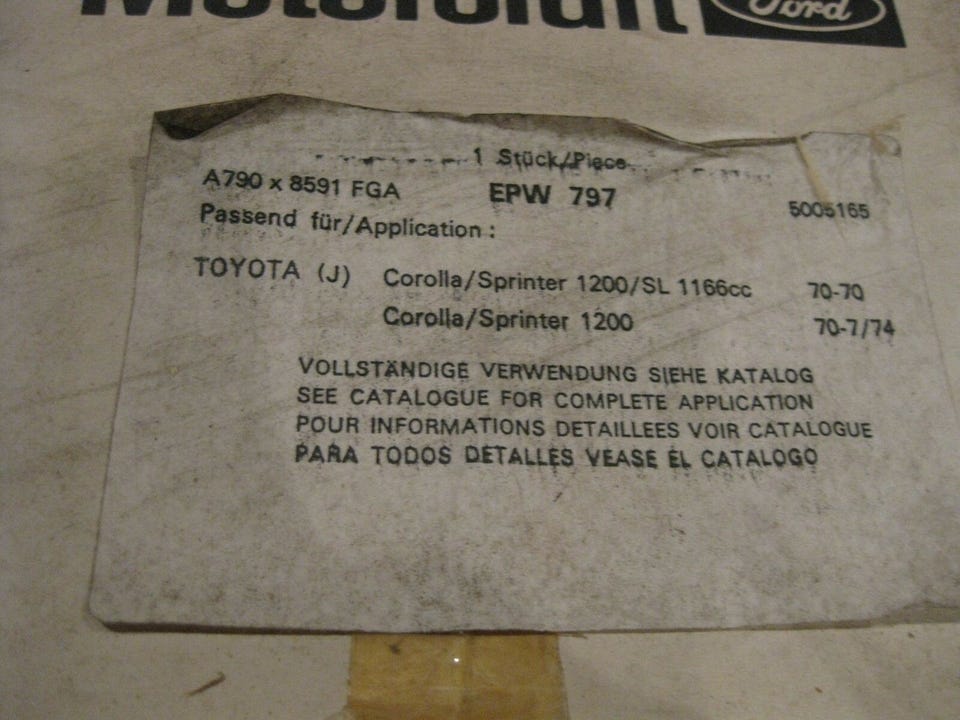 Motorcraft Ford
1 Stück/Piece
A790 x 8591 FGA EPW 797 5005165
Passend für/Application :
TOYOTA (J) Corolla/Sprinter 1200/SL 1166cc 70-70
Corolla/Sprinter 1200 70-7/74
VOLLSTÄNDIGE VERWENDUNG SIEHE KATALOG
SEE CATALOGUE FOR COMPLETE APPLICATION
POUR INFORMATIONS DETAILLEES VOIR CATALOGUE
PARA TODOS DETALLES VEASE EL CATALOGO